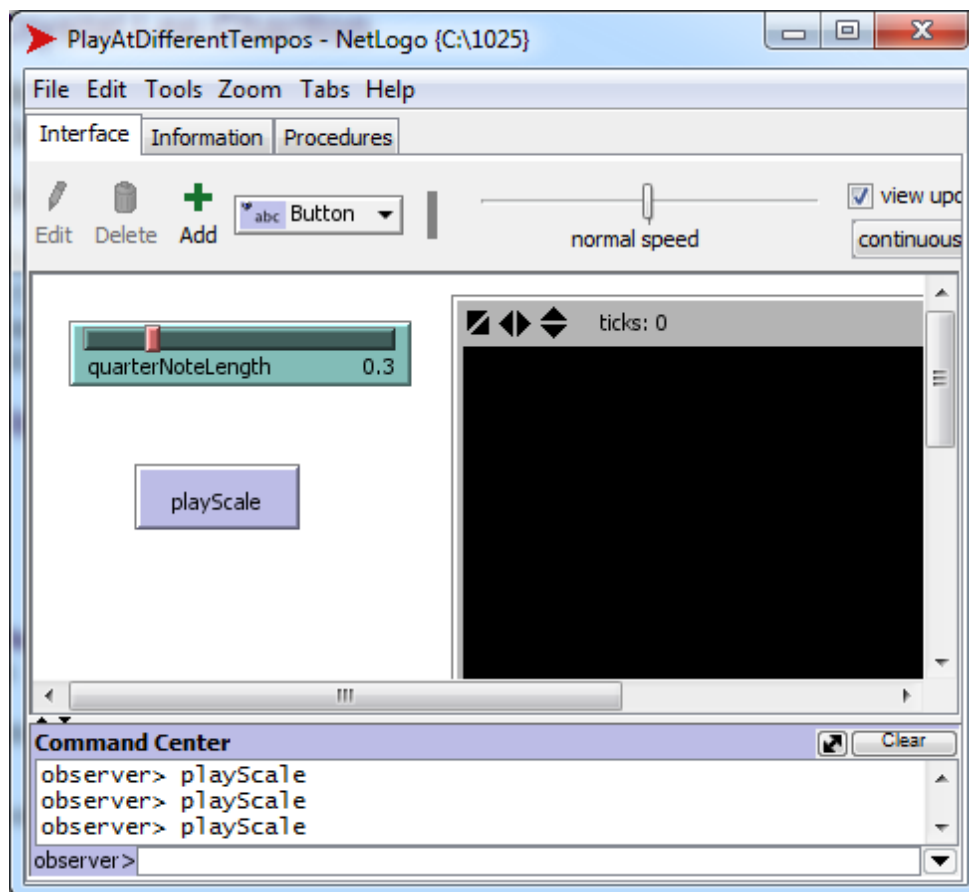 PlayAtDifferentTempos - NetLogo {C:\1025}
File Edit Tools Zoom Tabs Help
Interface Information Procedures
Edit Delete Add abc Button normal speed view upd
continuous
ticks: 0
quarterNoteLength 0.3
playScale
Command Center Clear
observer> playScale
observer> playScale
observer> playScale
observer>